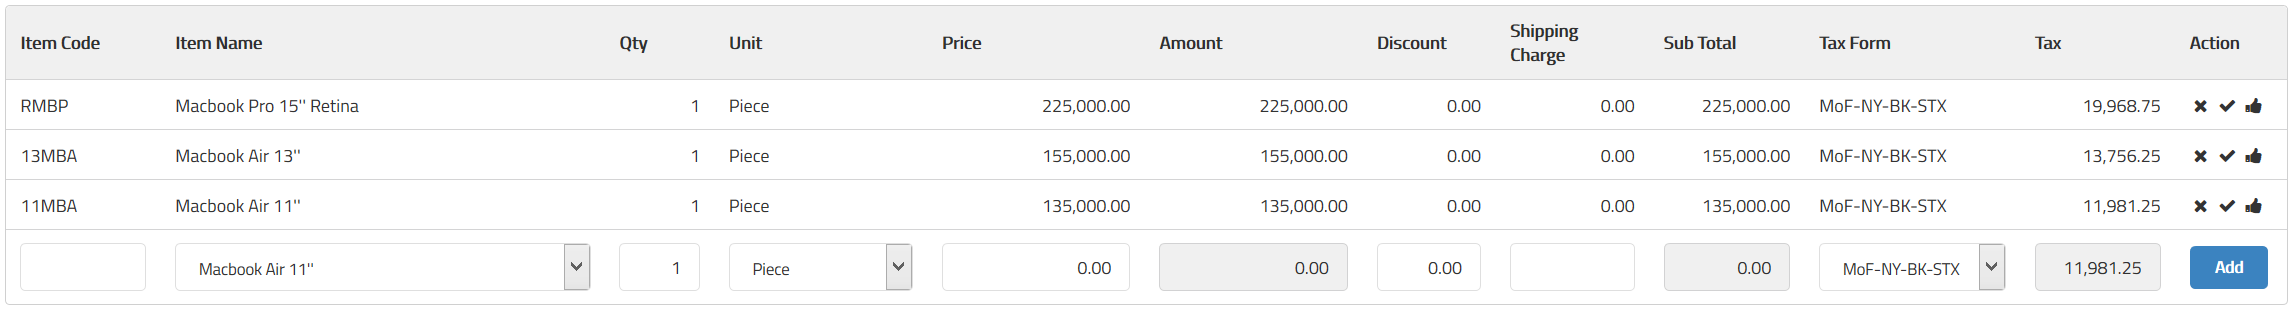 Item Code Item Name Qty Unit Price Amount Discount Shipping Charge Sub Total Tax Form Tax Action
RMBP Macbook Pro 15'' Retina 1 Piece 225,000.00 225,000.00 0.00 0.00 225,000.00 MoF-NY-BK-STX 19,968.75
13MBA Macbook Air 13'' 1 Piece 155,000.00 155,000.00 0.00 0.00 155,000.00 MoF-NY-BK-STX 13,756.25
11MBA Macbook Air 11'' 1 Piece 135,000.00 135,000.00 0.00 0.00 135,000.00 MoF-NY-BK-STX 11,981.25
Macbook Air 11'' 1 Piece 0.00 0.00 0.00 0.00 MoF-NY-BK-STX 11,981.25 Add